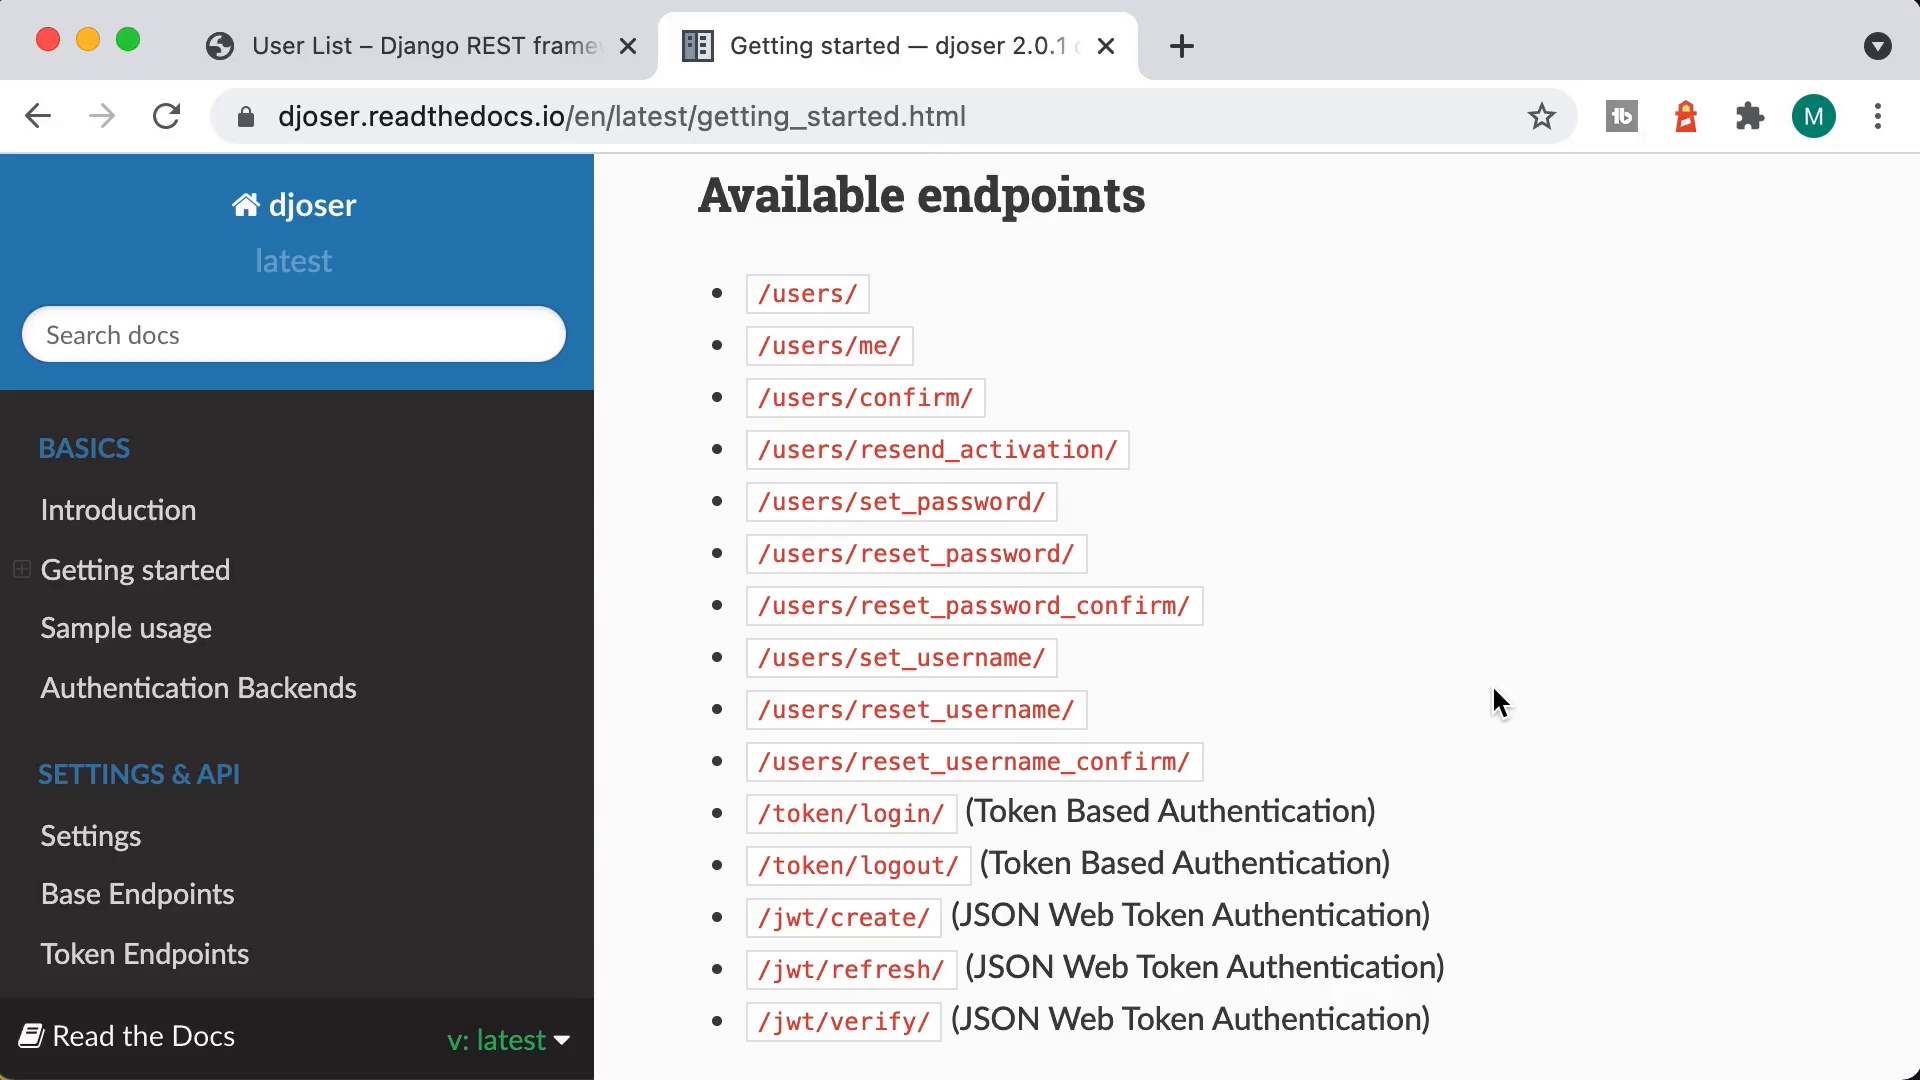 User List – Django REST frame
Getting started — djoser 2.0.1
djoser.readthedocs.io/en/latest/getting_started.html
M
djoser
latest
Search docs
BASICS
Introduction
Getting started
Sample usage
Authentication Backends
SETTINGS & API
Settings
Base Endpoints
Token Endpoints
Read the Docs
v: latest
Available endpoints
/users/
/users/me/
/users/confirm/
/users/resend_activation/
/users/set_password/
/users/reset_password/
/users/reset_password_confirm/
/users/set_username/
/users/reset_username/
/users/reset_username_confirm/
/token/login/ (Token Based Authentication)
/token/logout/ (Token Based Authentication)
/jwt/create/ (JSON Web Token Authentication)
/jwt/refresh/ (JSON Web Token Authentication)
/jwt/verify/ (JSON Web Token Authentication)